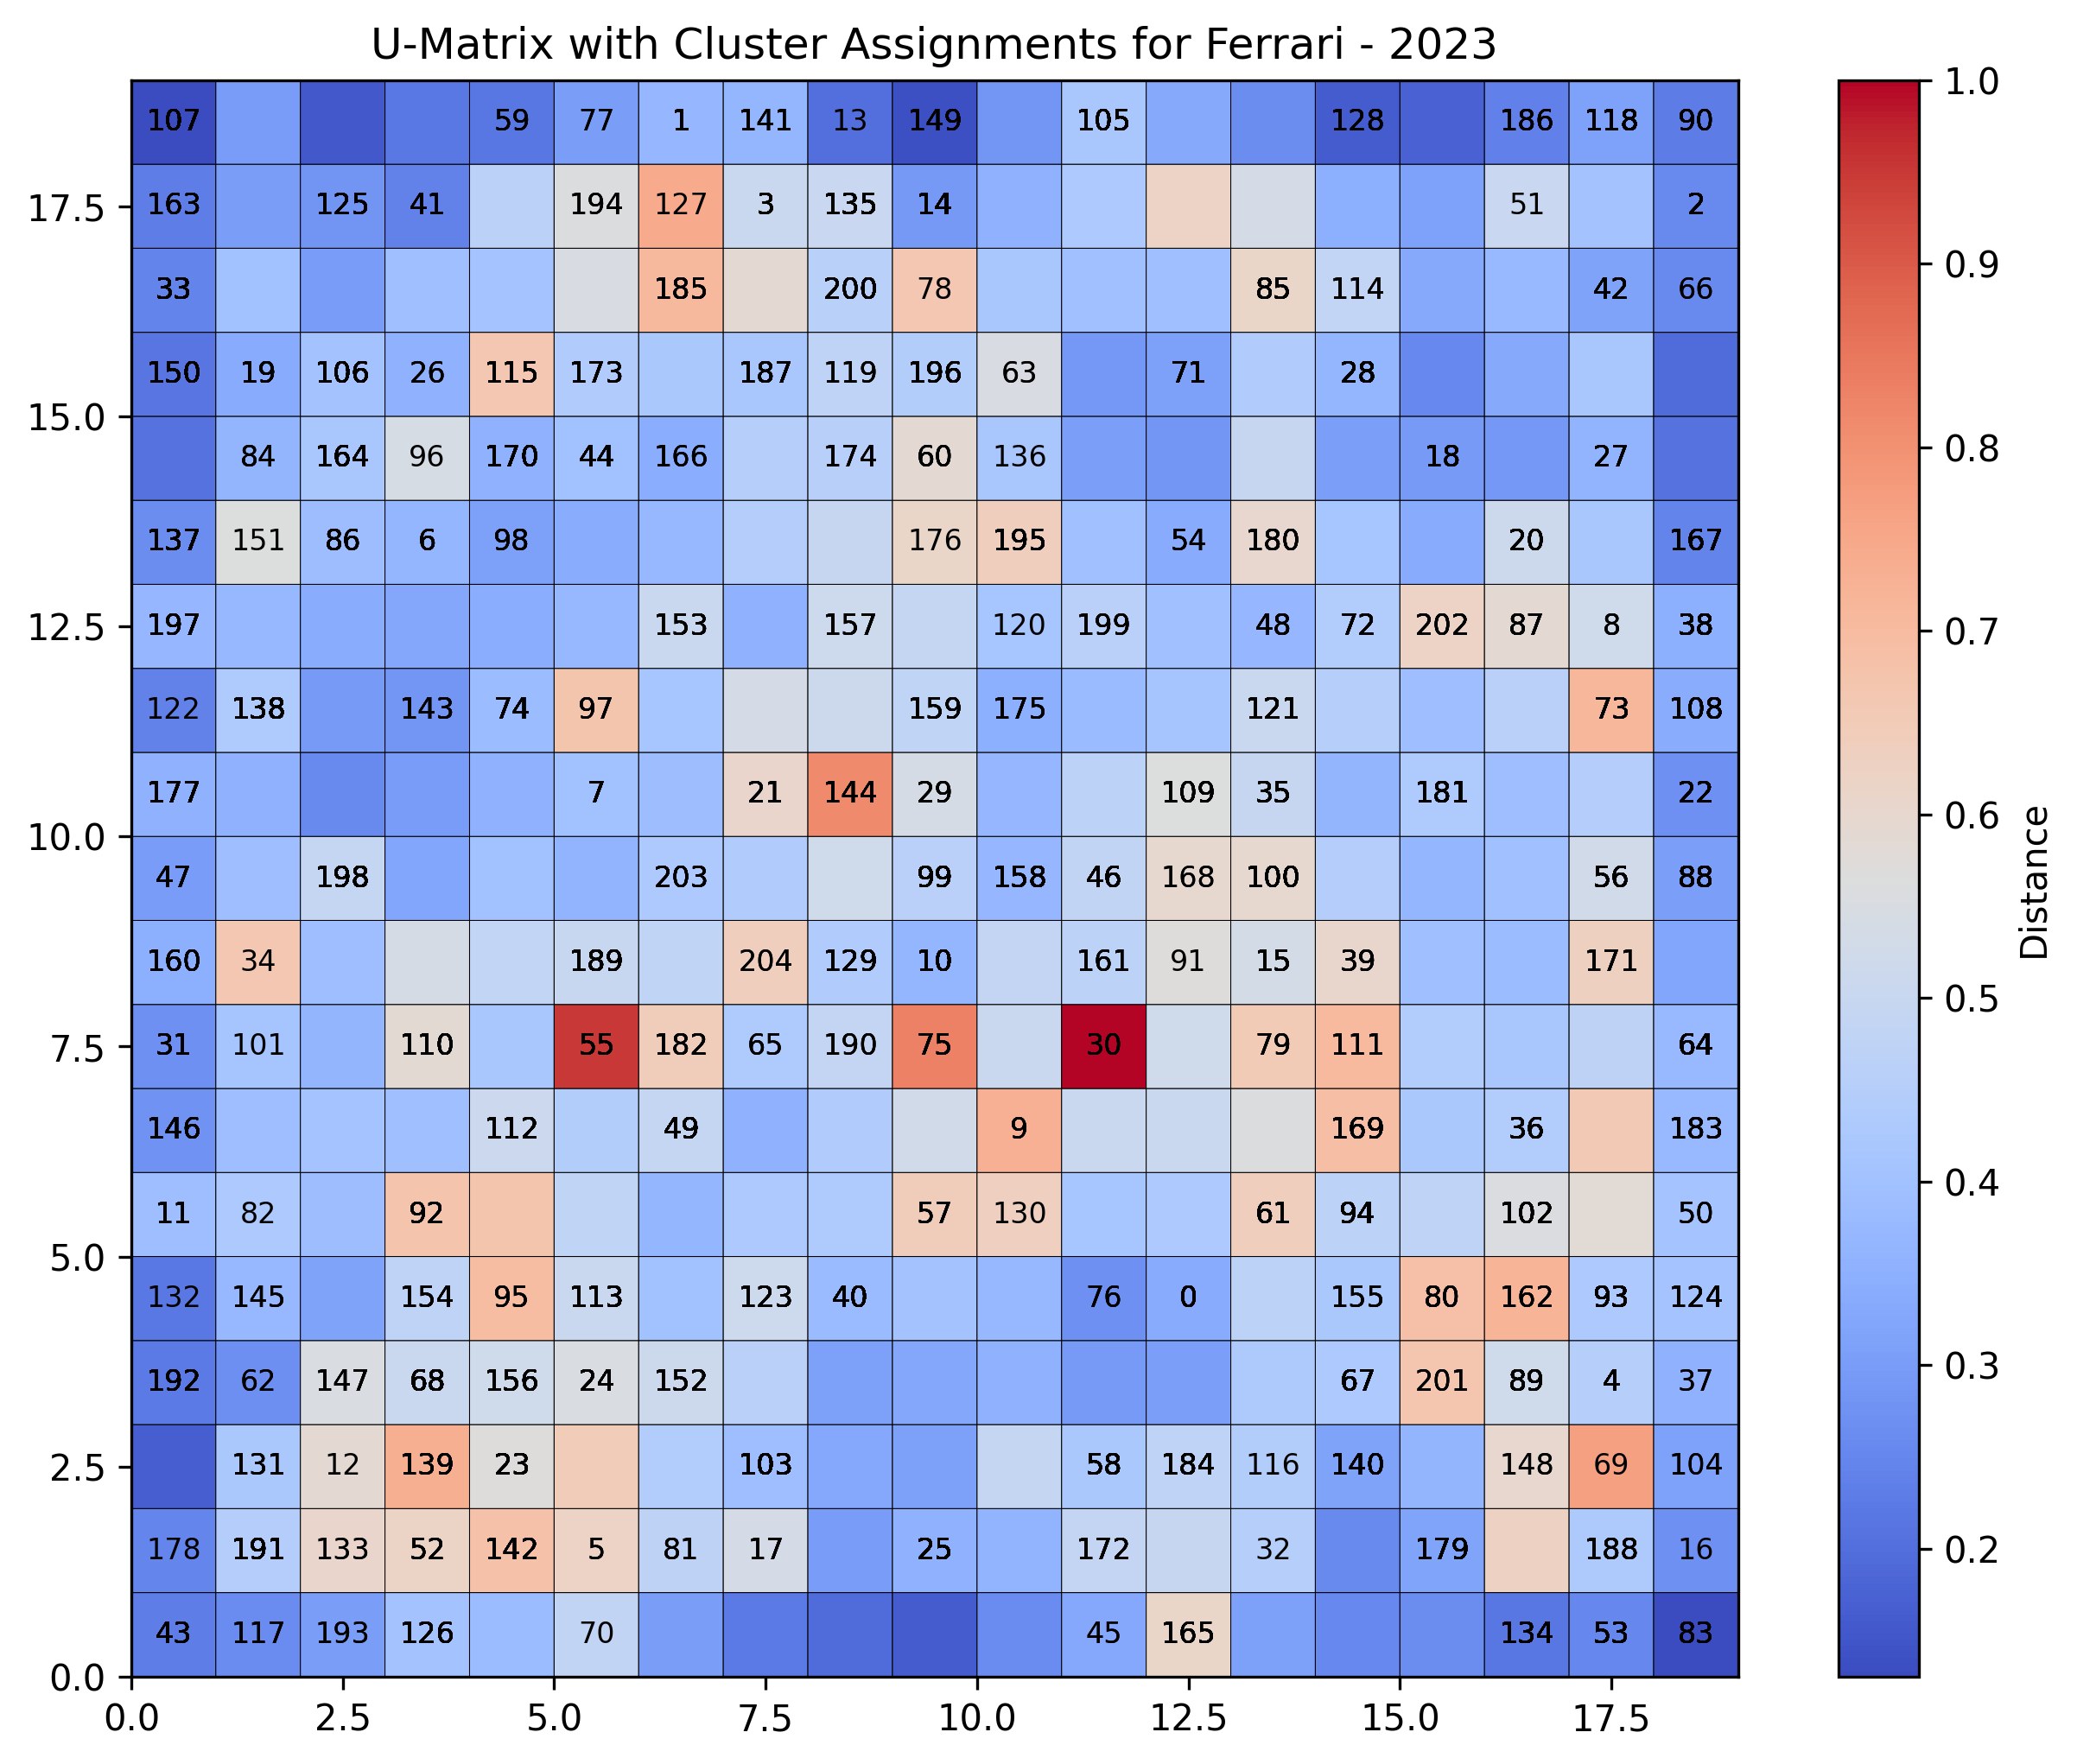 U-Matrix with Cluster Assignments for Ferrari - 2023
107 59 77 1 141 13 149 105 128 186 118 90
17.5 163 125 41 194 127 3 135 14 51 2
33 185 200 78 85 114 42 66
150 19 106 26 115 173 187 119 196 63 71 28
15.0
84 164 96 170 44 166 174 60 136 18 27
137 151 86 6 98 176 195 54 180 20 167
12.5 197 153 157 120 199 48 72 202 87 8 38
122 138 143 74 97 159 175 121 73 108
177 7 21 144 29 109 35 181 22
10.0
47 198 203 99 158 46 168 100 56 88
160 34 189 204 129 10 161 91 15 39 171
7.5 31 101 110 55 182 65 190 75 30 79 111 64
146 112 49 9 169 36 183
11 82 92 57 130 61 94 102 50
5.0
132 145 154 95 113 123 40 76 0 155 80 162 93 124
192 62 147 68 156 24 152 67 201 89 4 37
2.5 131 12 139 23 103 58 184 116 140 148 69 104
178 191 133 52 142 5 81 17 25 172 32 179 188 16
43 117 193 126 70 45 165 134 53 83
0.0
0.0 2.5 5.0 7.5 10.0 12.5 15.0 17.5
1.0
0.9
0.8
0.7
0.6
0.5
0.4
0.3
0.2
Distance